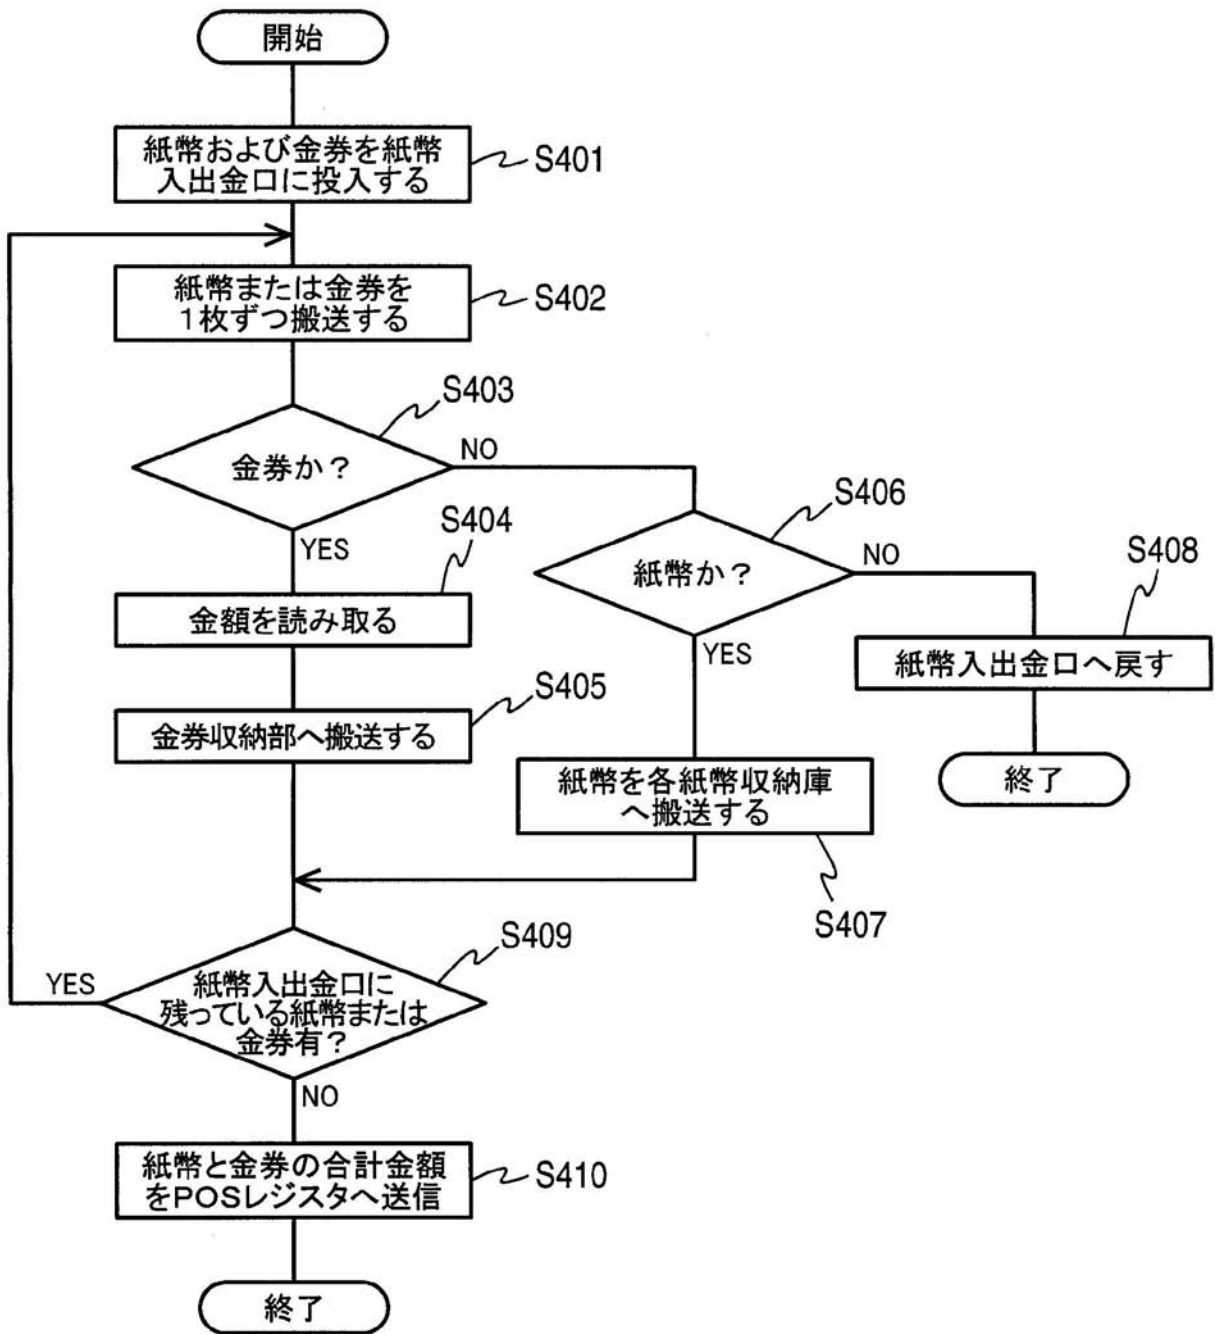 開始
紙幣および金券を紙幣
入出金口に投入する
S401
紙幣または金券を
1枚ずつ搬送する
S402
S403
金券か？
NO
YES
S404
金額を読み取る
S405
金券収納部へ搬送する
S406
紙幣か？
NO
YES
S408
紙幣入出金口へ戻す
終了
紙幣を各紙幣収納庫
へ搬送する
S407
S409
紙幣入出金口に
残っている紙幣または
金券有？
YES
NO
紙幣と金券の合計金額
をPOSレジスタへ送信
S410
終了